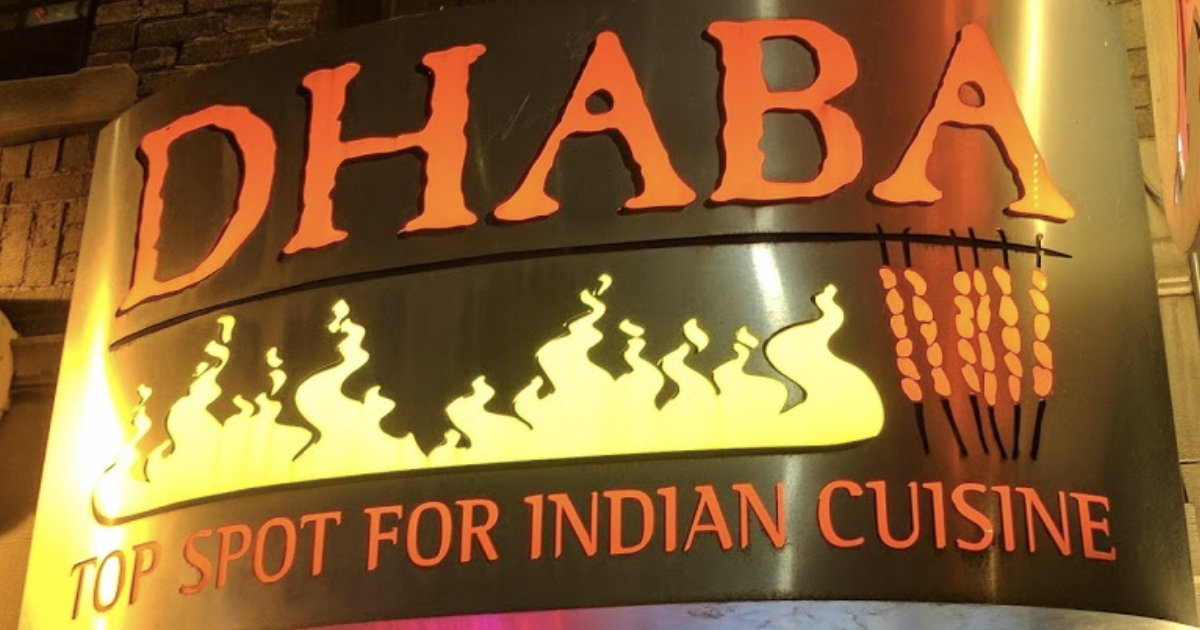 DHABA
TOP SPOT FOR INDIAN CUISINE